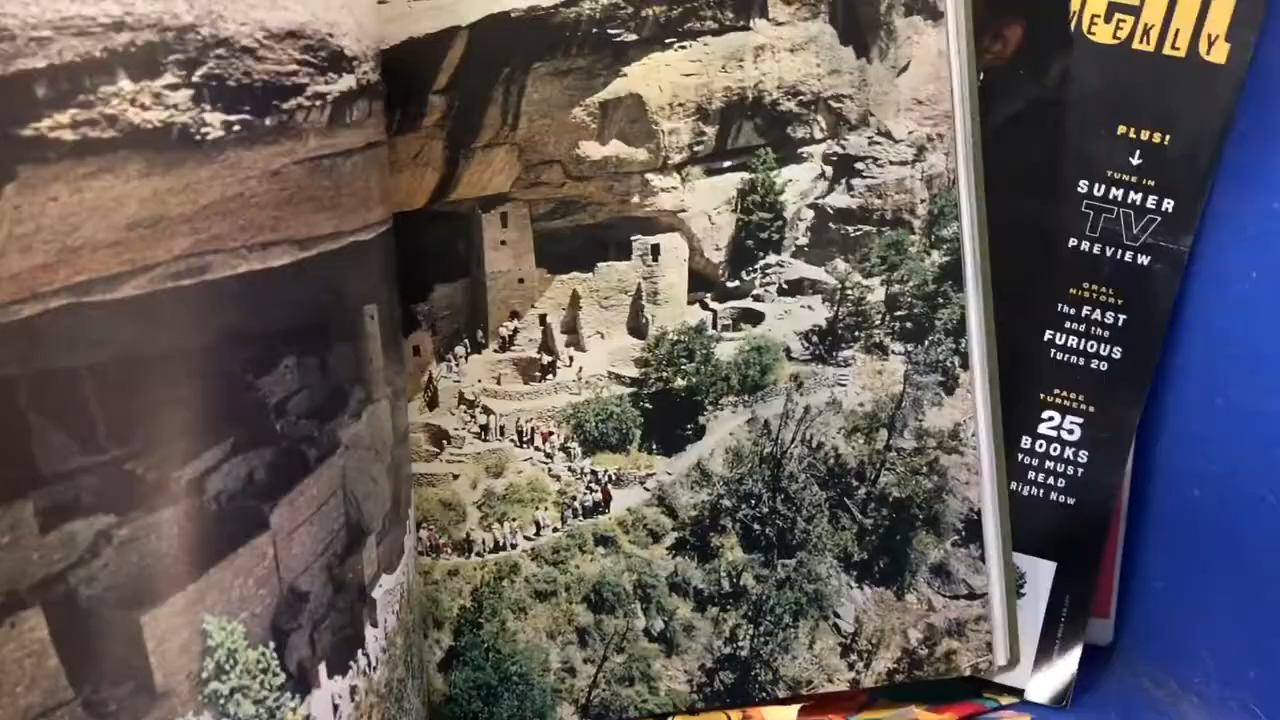 WEEKLY
PLUS!
TUNE IN
SUMMER
TV
PREVIEW
ORAL
HISTORY
The FAST
and the
FURIOUS
Turns 20
PAGE
TURNERS
25
BOOKS
YOU MUST
READ
Right Now